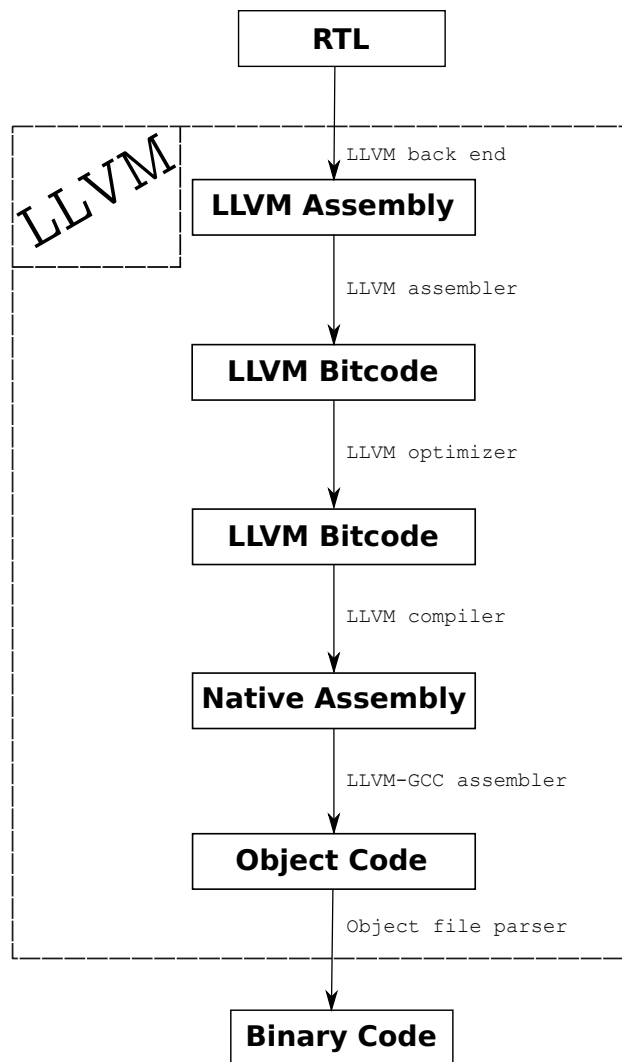 RTL
LLVM
LLVM back end
LLVM Assembly
LLVM assembler
LLVM Bitcode
LLVM optimizer
LLVM Bitcode
LLVM compiler
Native Assembly
LLVM-GCC assembler
Object Code
Object file parser
Binary Code